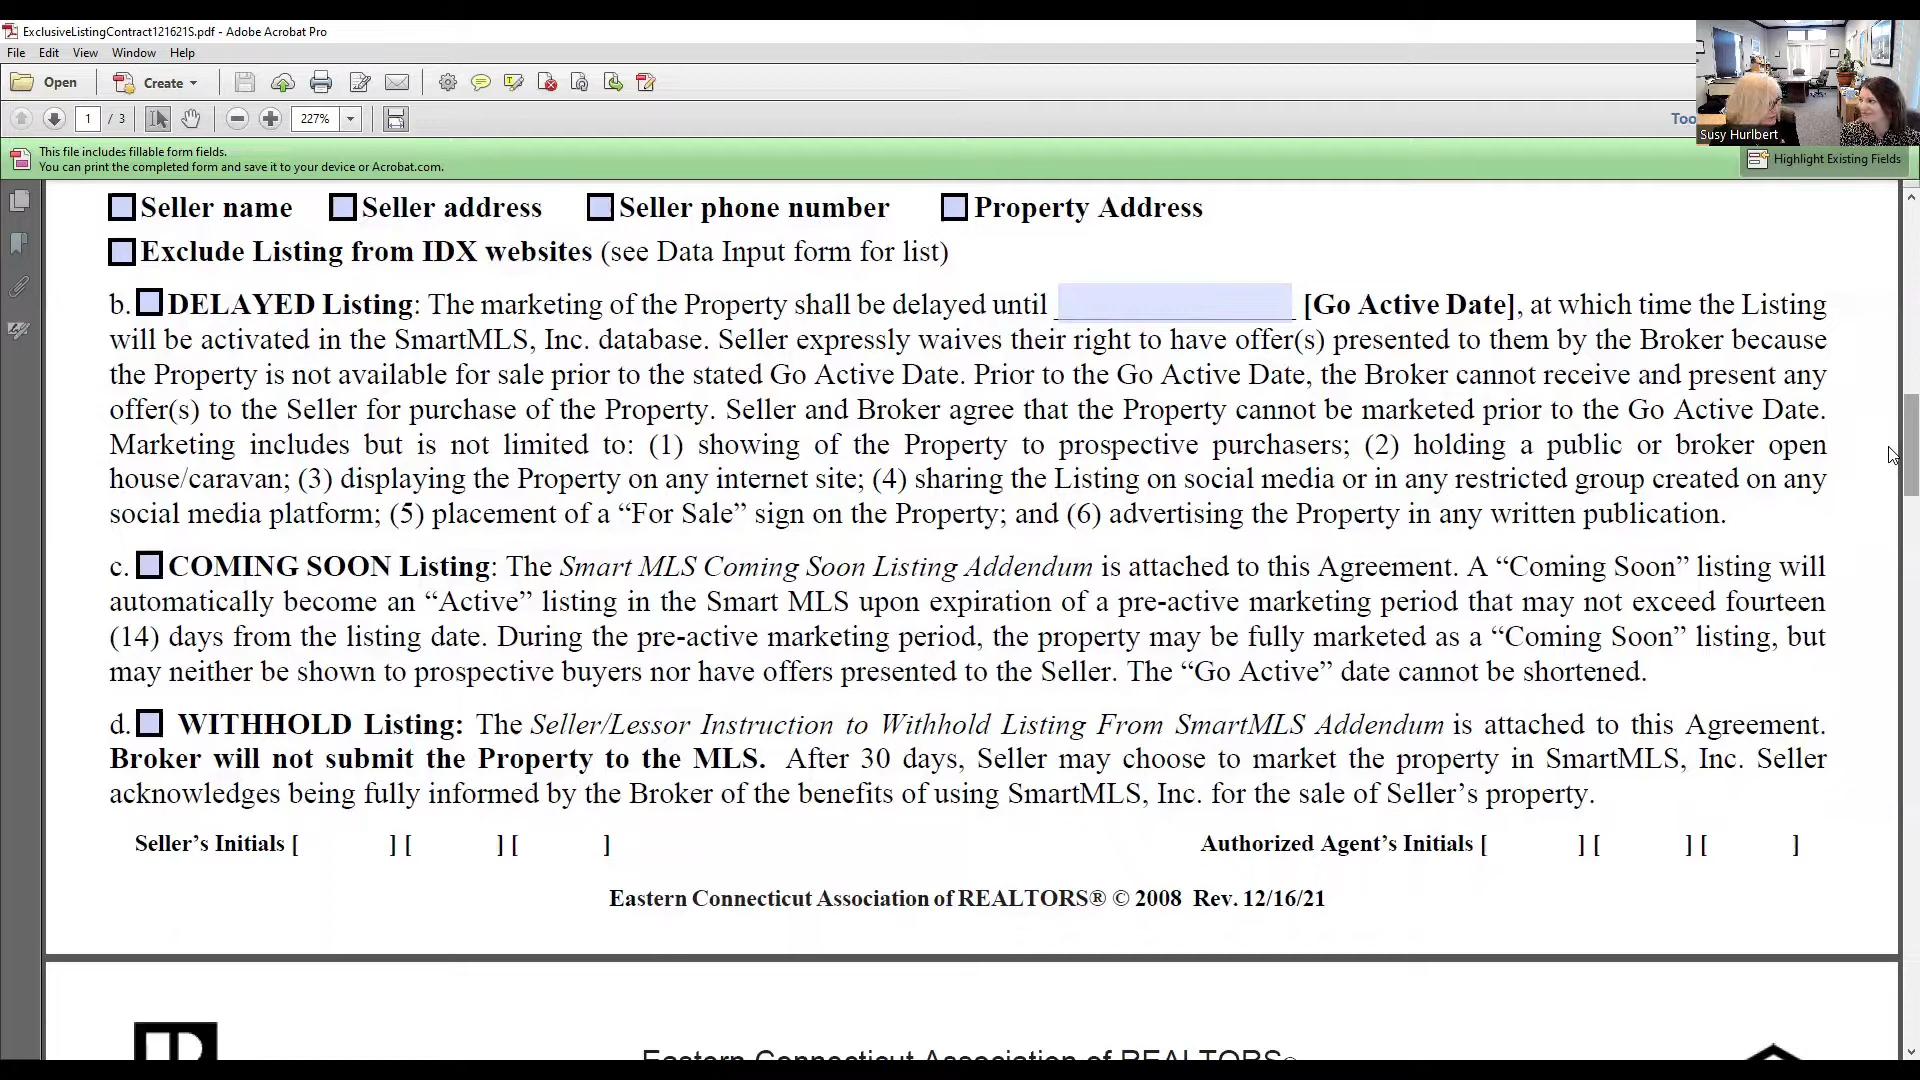 ExclusiveListingContract121621S.pdf - Adobe Acrobat Pro
File Edit View Window Help
Open Create
1 / 3 227%
Too
Susy Hurlbert
This file includes fillable form fields.
You can print the completed form and save it to your device or Acrobat.com.
Highlight Existing Fields
Seller name Seller address Seller phone number Property Address
Exclude Listing from IDX websites (see Data Input form for list)
b. DELAYED Listing: The marketing of the Property shall be delayed until [Go Active Date], at which time the Listing
will be activated in the SmartMLS, Inc. database. Seller expressly waives their right to have offer(s) presented to them by the Broker because
the Property is not available for sale prior to the stated Go Active Date. Prior to the Go Active Date, the Broker cannot receive and present any
offer(s) to the Seller for purchase of the Property. Seller and Broker agree that the Property cannot be marketed prior to the Go Active Date.
Marketing includes but is not limited to: (1) showing of the Property to prospective purchasers; (2) holding a public or broker open
house/caravan; (3) displaying the Property on any internet site; (4) sharing the Listing on social media or in any restricted group created on any
social media platform; (5) placement of a “For Sale” sign on the Property; and (6) advertising the Property in any written publication.
c. COMING SOON Listing: The Smart MLS Coming Soon Listing Addendum is attached to this Agreement. A “Coming Soon” listing will
automatically become an “Active” listing in the Smart MLS upon expiration of a pre-active marketing period that may not exceed fourteen
(14) days from the listing date. During the pre-active marketing period, the property may be fully marketed as a “Coming Soon” listing, but
may neither be shown to prospective buyers nor have offers presented to the Seller. The “Go Active” date cannot be shortened.
d. WITHHOLD Listing: The Seller/Lessor Instruction to Withhold Listing From SmartMLS Addendum is attached to this Agreement.
Broker will not submit the Property to the MLS. After 30 days, Seller may choose to market the property in SmartMLS, Inc. Seller
acknowledges being fully informed by the Broker of the benefits of using SmartMLS, Inc. for the sale of Seller’s property.
Seller’s Initials [ ] [ ] [ ] Authorized Agent’s Initials [ ] [ ] [ ]
Eastern Connecticut Association of REALTORS® © 2008 Rev. 12/16/21
Eastern Connecticut Association of REALTORS®